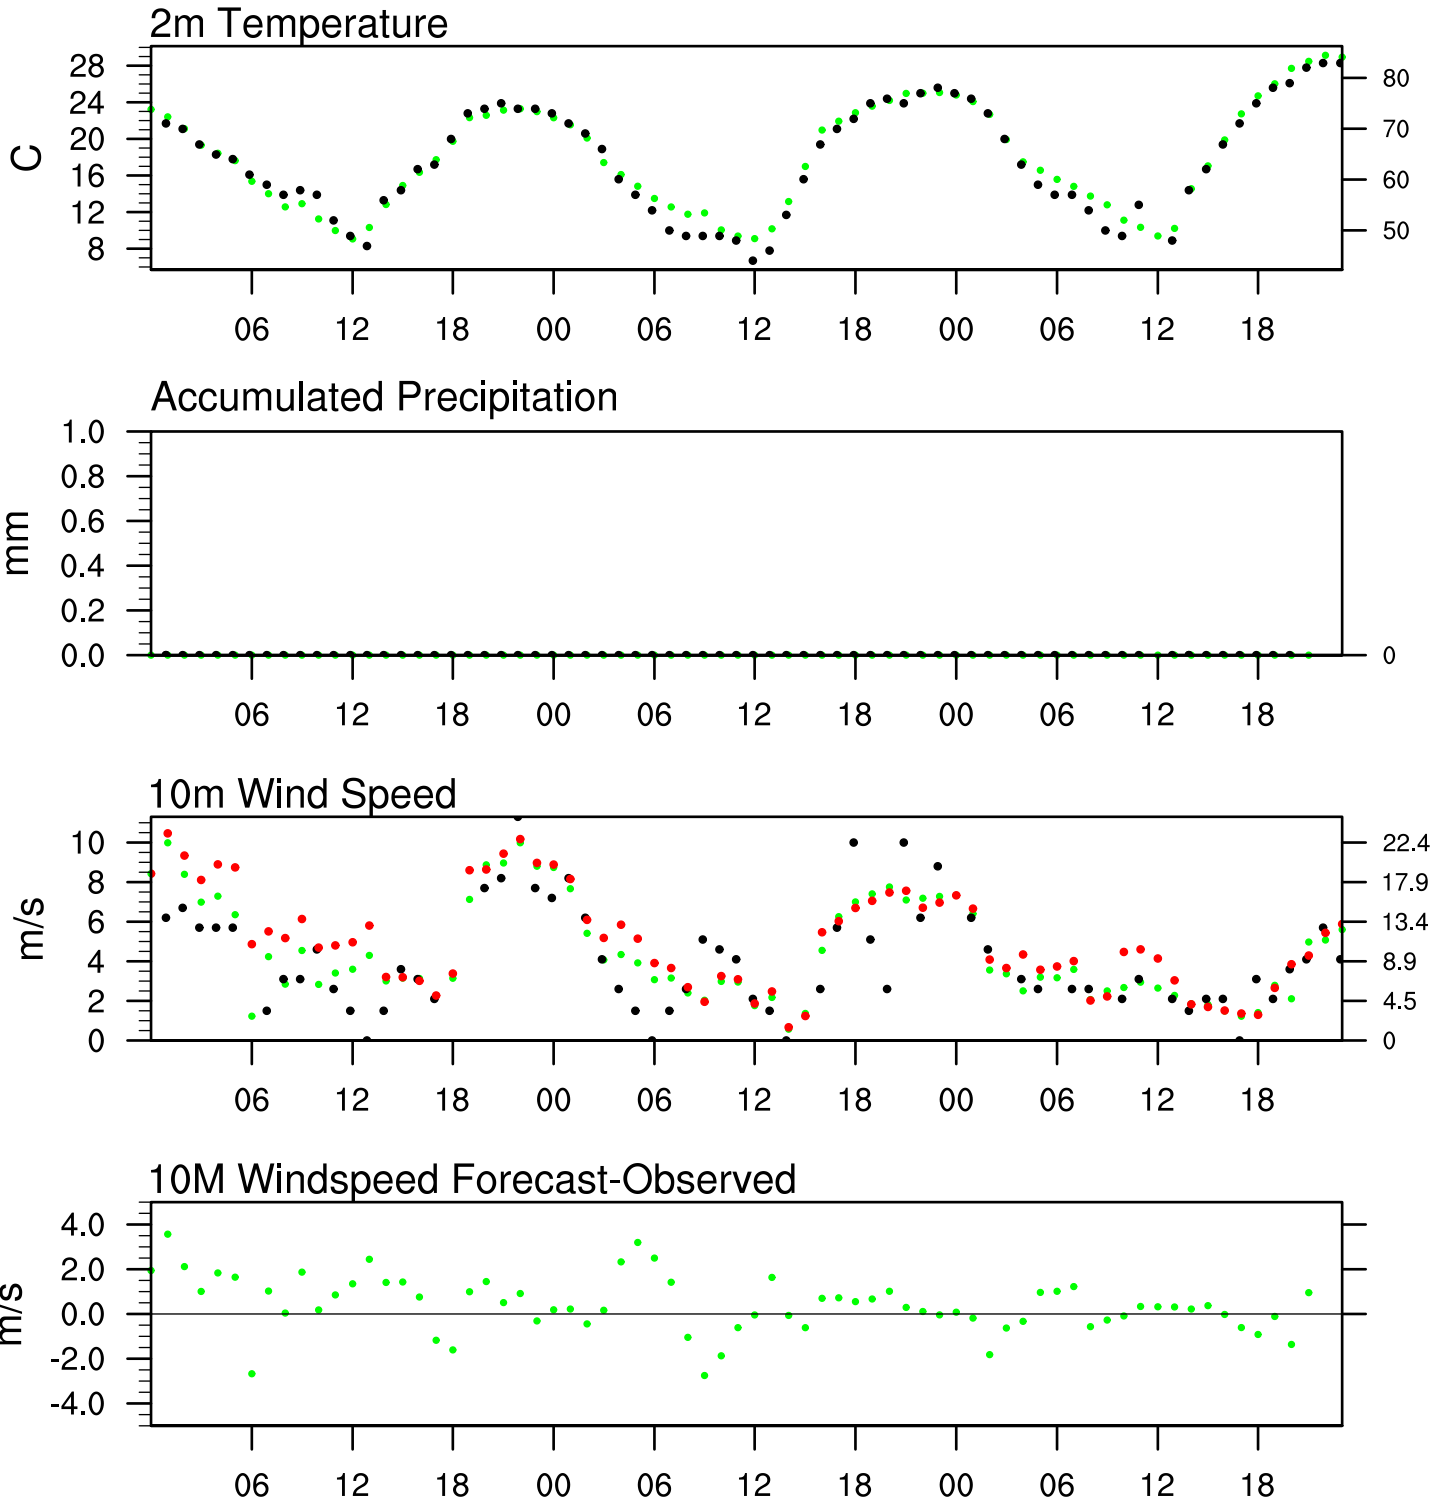 2m Temperature
28
24
20
16
12
8
C
80
70
60
50
06 12 18 00 06 12 18 00 06 12 18
Accumulated Precipitation
1.0
0.8
0.6
0.4
0.2
0.0
mm
0
06 12 18 00 06 12 18 00 06 12 18
10m Wind Speed
10
8
6
4
2
0
m/s
22.4
17.9
13.4
8.9
4.5
0
06 12 18 00 06 12 18 00 06 12 18
10M Windspeed Forecast-Observed
4.0
2.0
0.0
-2.0
-4.0
m/s
06 12 18 00 06 12 18 00 06 12 18